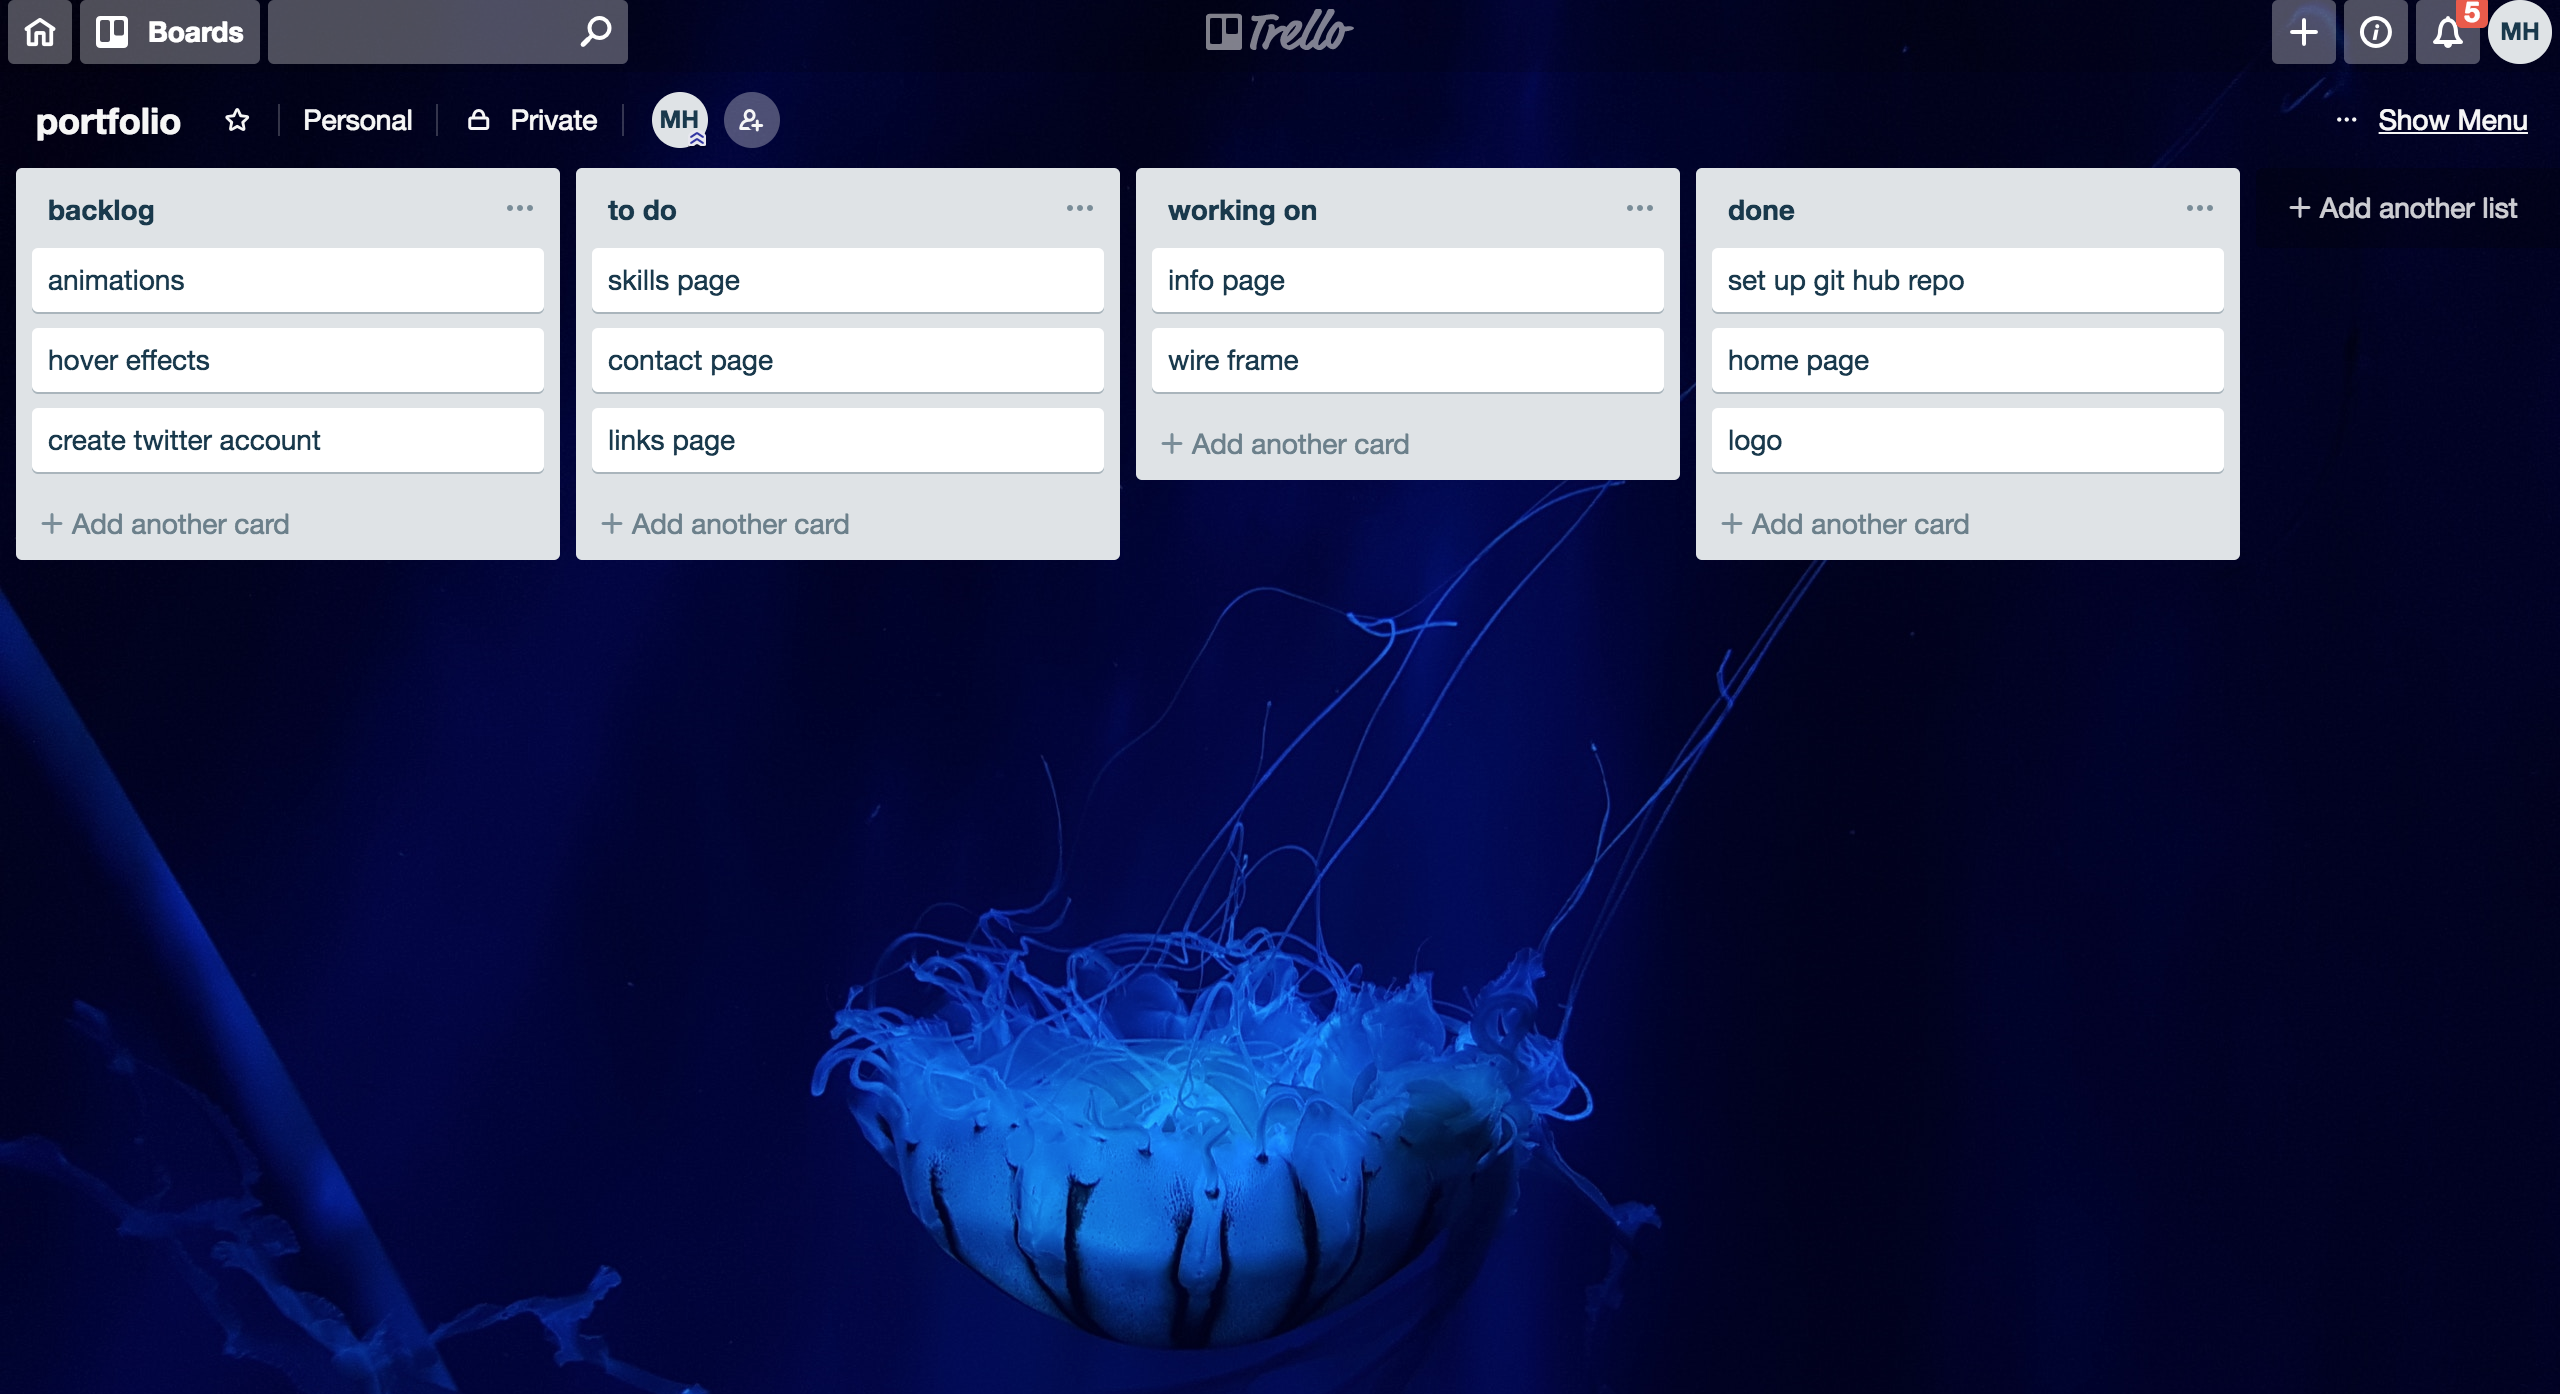 Boards
Trello
5
MH
portfolio
Personal
Private
MH
Show Menu
backlog
animations
hover effects
create twitter account
+ Add another card
to do
skills page
contact page
links page
+ Add another card
working on
info page
wire frame
+ Add another card
done
set up git hub repo
home page
logo
+ Add another card
+ Add another list